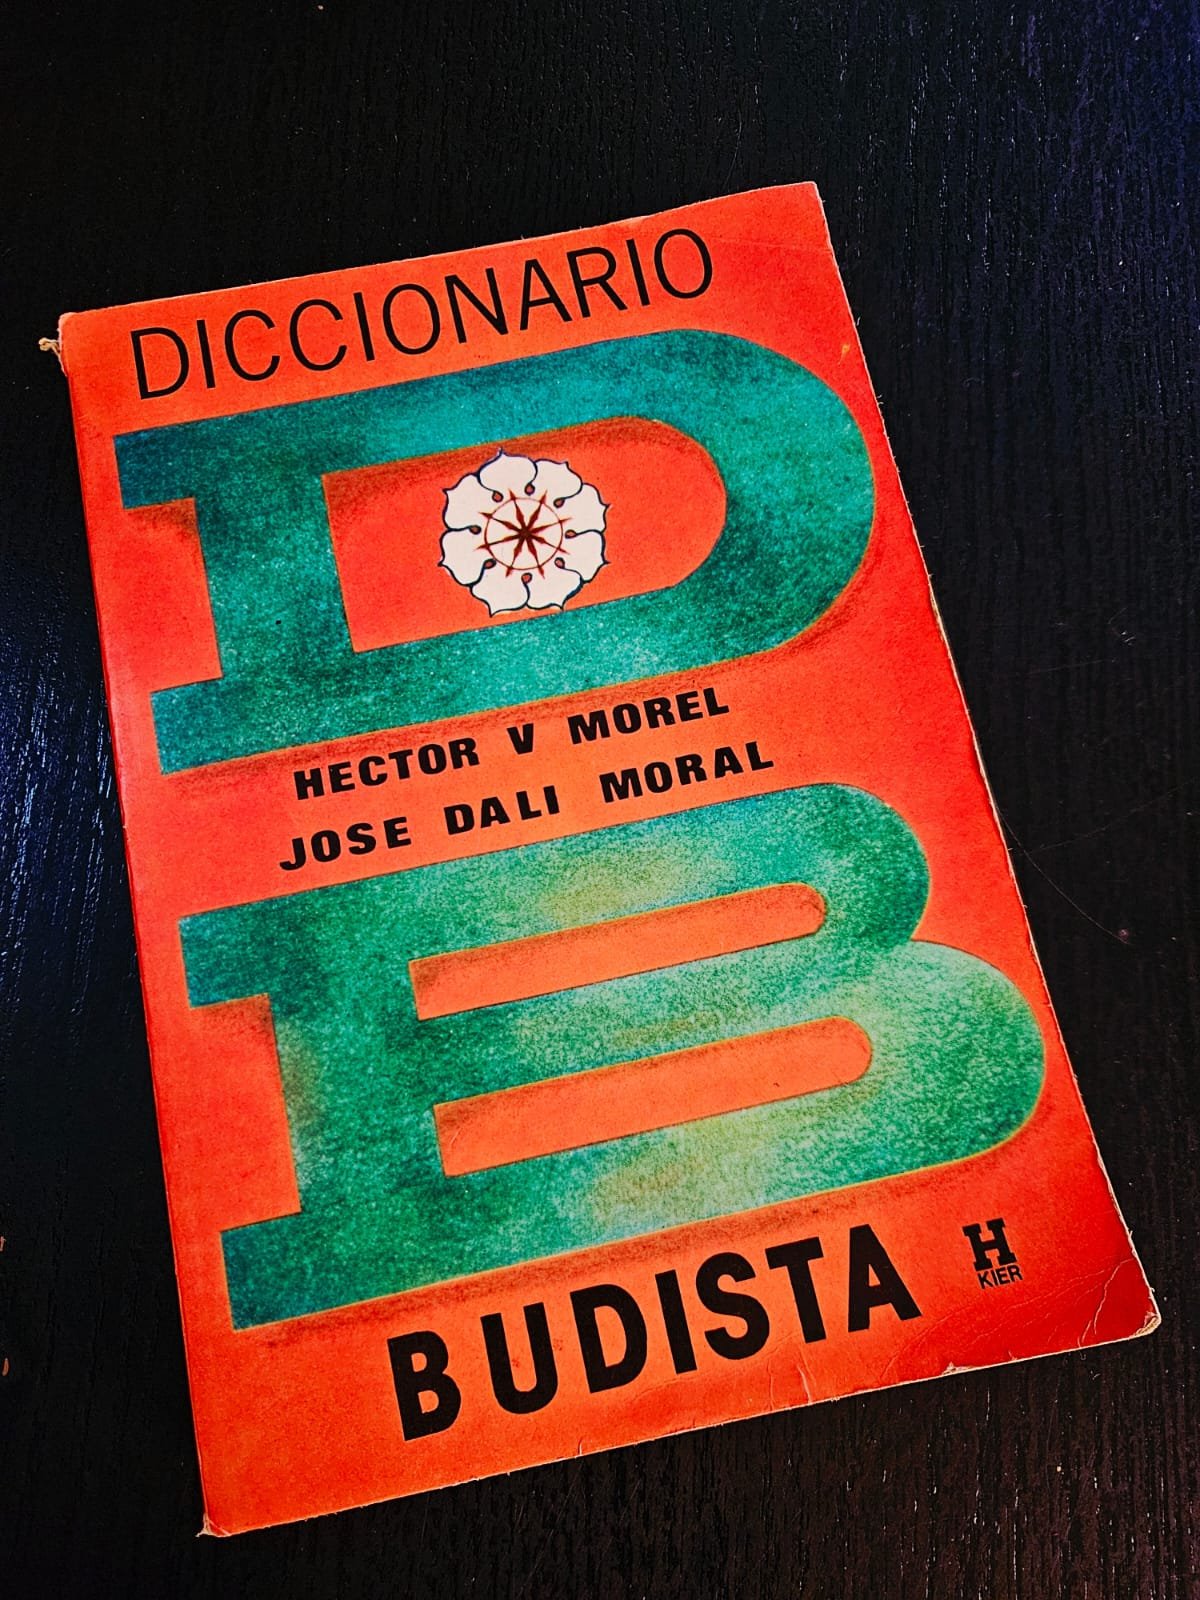 DICCIONARIO
D
HECTOR V MOREL
JOSE DALI MORAL
B
BUDISTA
H
KIER